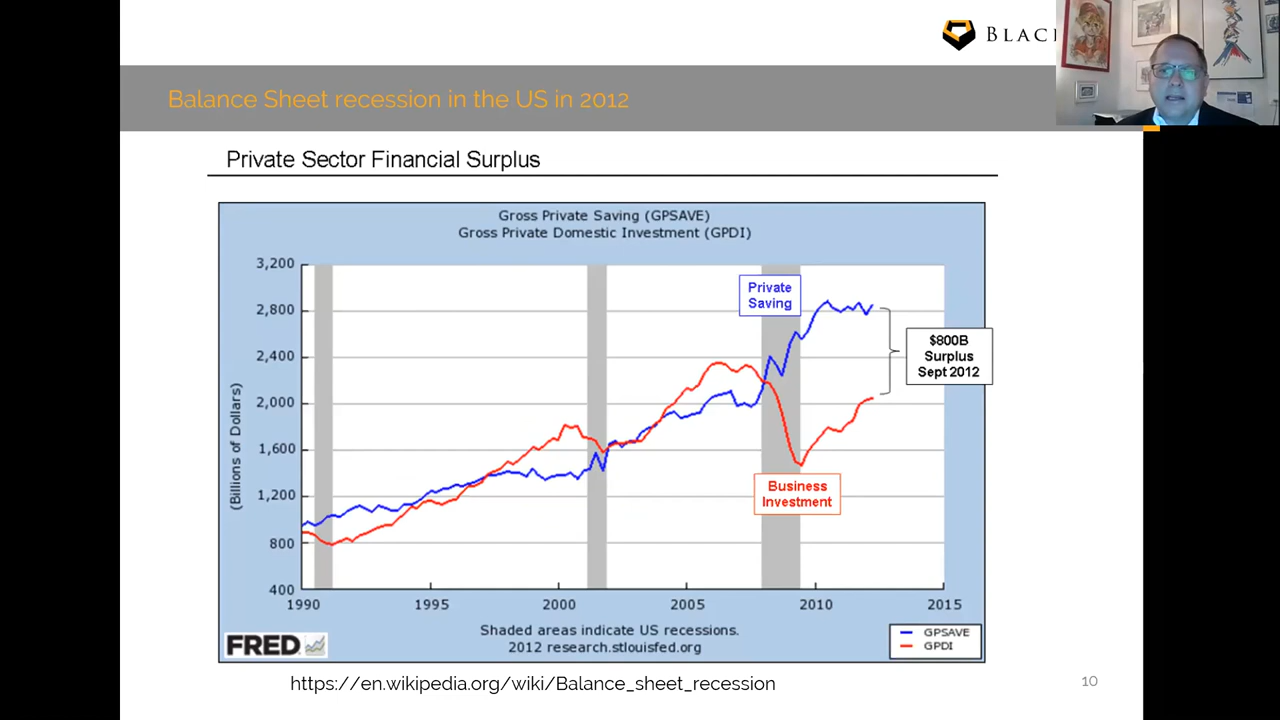 BLAC
Balance Sheet recession in the US in 2012
Private Sector Financial Surplus
Gross Private Saving (GPSAVE)
Gross Private Domestic Investment (GPDI)
(Billions of Dollars)
3,200
2,800
2,400
2,000
1,600
1,200
800
400
Private
Saving
$800B
Surplus
Sept 2012
Business
Investment
1990
1995
2000
2005
2010
2015
Shaded areas indicate US recessions.
2012 research.stlouisfed.org
FRED
GPSAVE
GPDI
https://en.wikipedia.org/wiki/Balance_sheet_recession
10